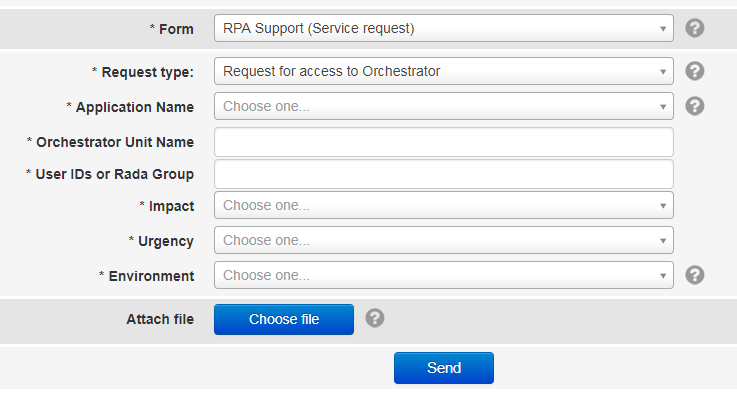 * Form RPA Support (Service request) ?
* Request type: Request for access to Orchestrator ?
* Application Name Choose one... ?
* Orchestrator Unit Name
* User IDs or Rada Group
* Impact Choose one...
* Urgency Choose one...
* Environment Choose one... ?
Attach file Choose file ?
Send